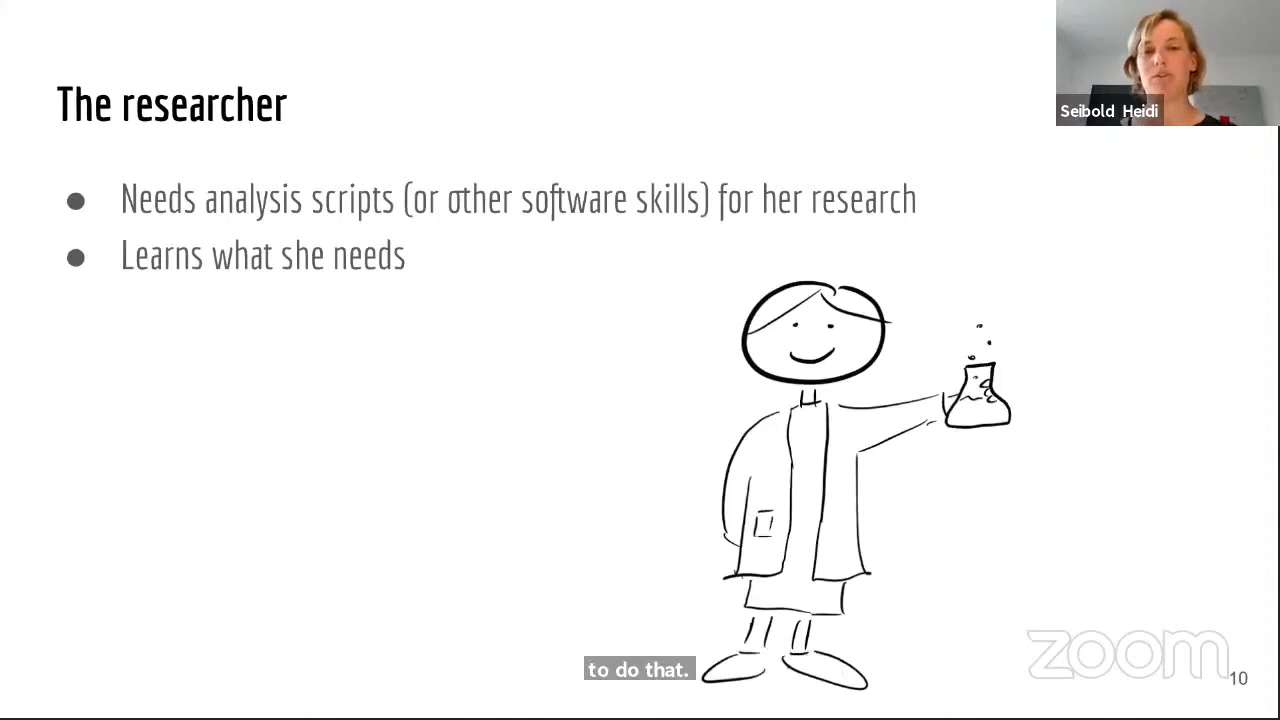 The researcher
Seibold Heidi
● Needs analysis scripts (or other software skills) for her research
● Learns what she needs
to do that.
zoom
10